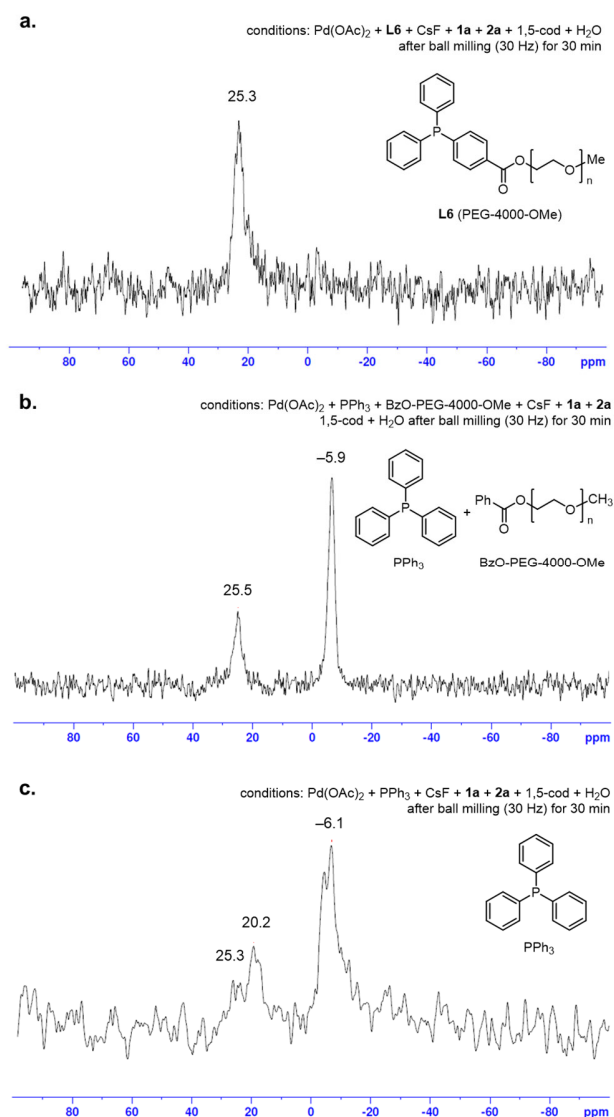 a.
conditions: Pd(OAc)2 + L6 + CsF + 1a + 2a + 1,5-cod + H2O
after ball milling (30 Hz) for 30 min
25.3
P
O
O
O
Me
n
L6 (PEG-4000-OMe)
80 60 40 20 0 -20 -40 -60 -80 ppm
b.
conditions: Pd(OAc)2 + PPh3 + BzO-PEG-4000-OMe + CsF + 1a + 2a
1,5-cod + H2O after ball milling (30 Hz) for 30 min
–5.9
25.5
P
+
Ph
O
O
O
CH3
n
PPh3
BzO-PEG-4000-OMe
80 60 40 20 0 -20 -40 -60 -80 ppm
c.
conditions: Pd(OAc)2 + PPh3 + CsF + 1a + 2a + 1,5-cod + H2O
after ball milling (30 Hz) for 30 min
–6.1
20.2
25.3
P
PPh3
80 60 40 20 0 -20 -40 -60 -80 ppm